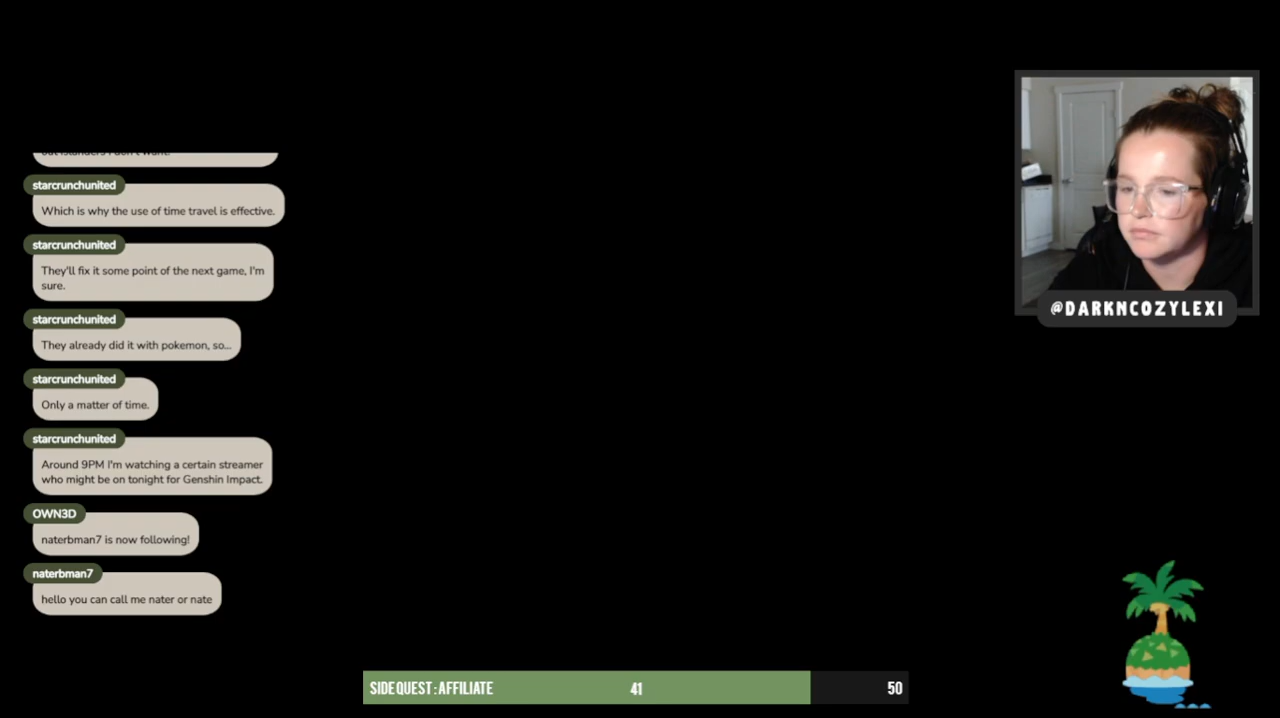 starcrunchunited
Which is why the use of time travel is effective.
starcrunchunited
They'll fix it some point of the next game, I'm
sure.
starcrunchunited
They already did it with pokemon, so...
starcrunchunited
Only a matter of time.
starcrunchunited
Around 9PM I'm watching a certain streamer
who might be on tonight for Genshin Impact.
OWN3D
naterbman7 is now following!
naterbman7
hello you can call me nater or nate
@DARKNCOZYLEXI
SIDE QUEST: AFFILIATE 41 50